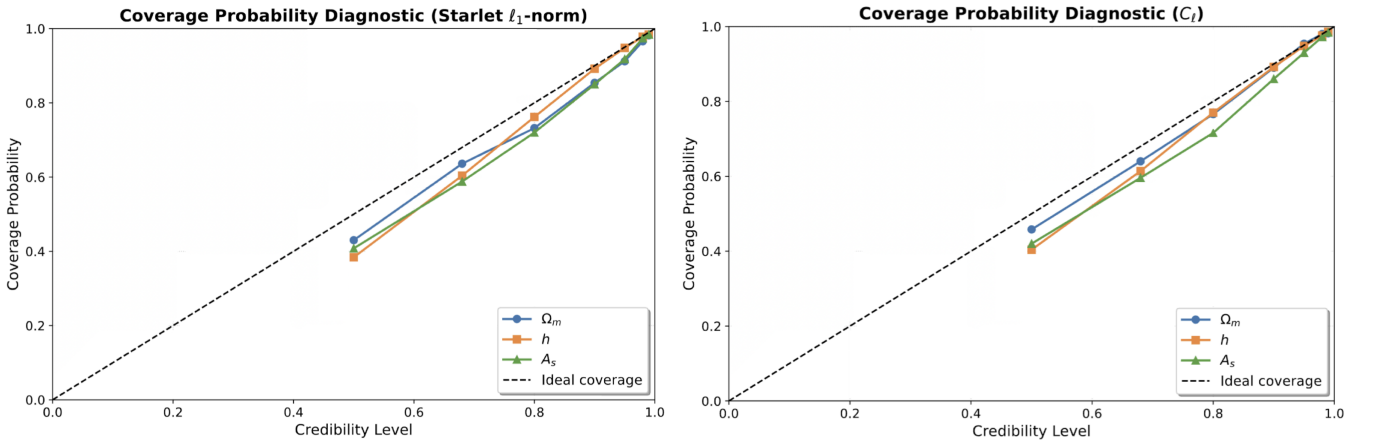 Coverage Probability Diagnostic (Starlet ℓ₁-norm)
1.0
0.8
0.6
0.4
0.2
0.0
Coverage Probability
0.0 0.2 0.4 0.6 0.8 1.0
Credibility Level
Ωₘ
h
Aₛ
Ideal coverage
Coverage Probability Diagnostic (Cℓ)
1.0
0.8
0.6
0.4
0.2
0.0
Coverage Probability
0.0 0.2 0.4 0.6 0.8 1.0
Credibility Level
Ωₘ
h
Aₛ
Ideal coverage